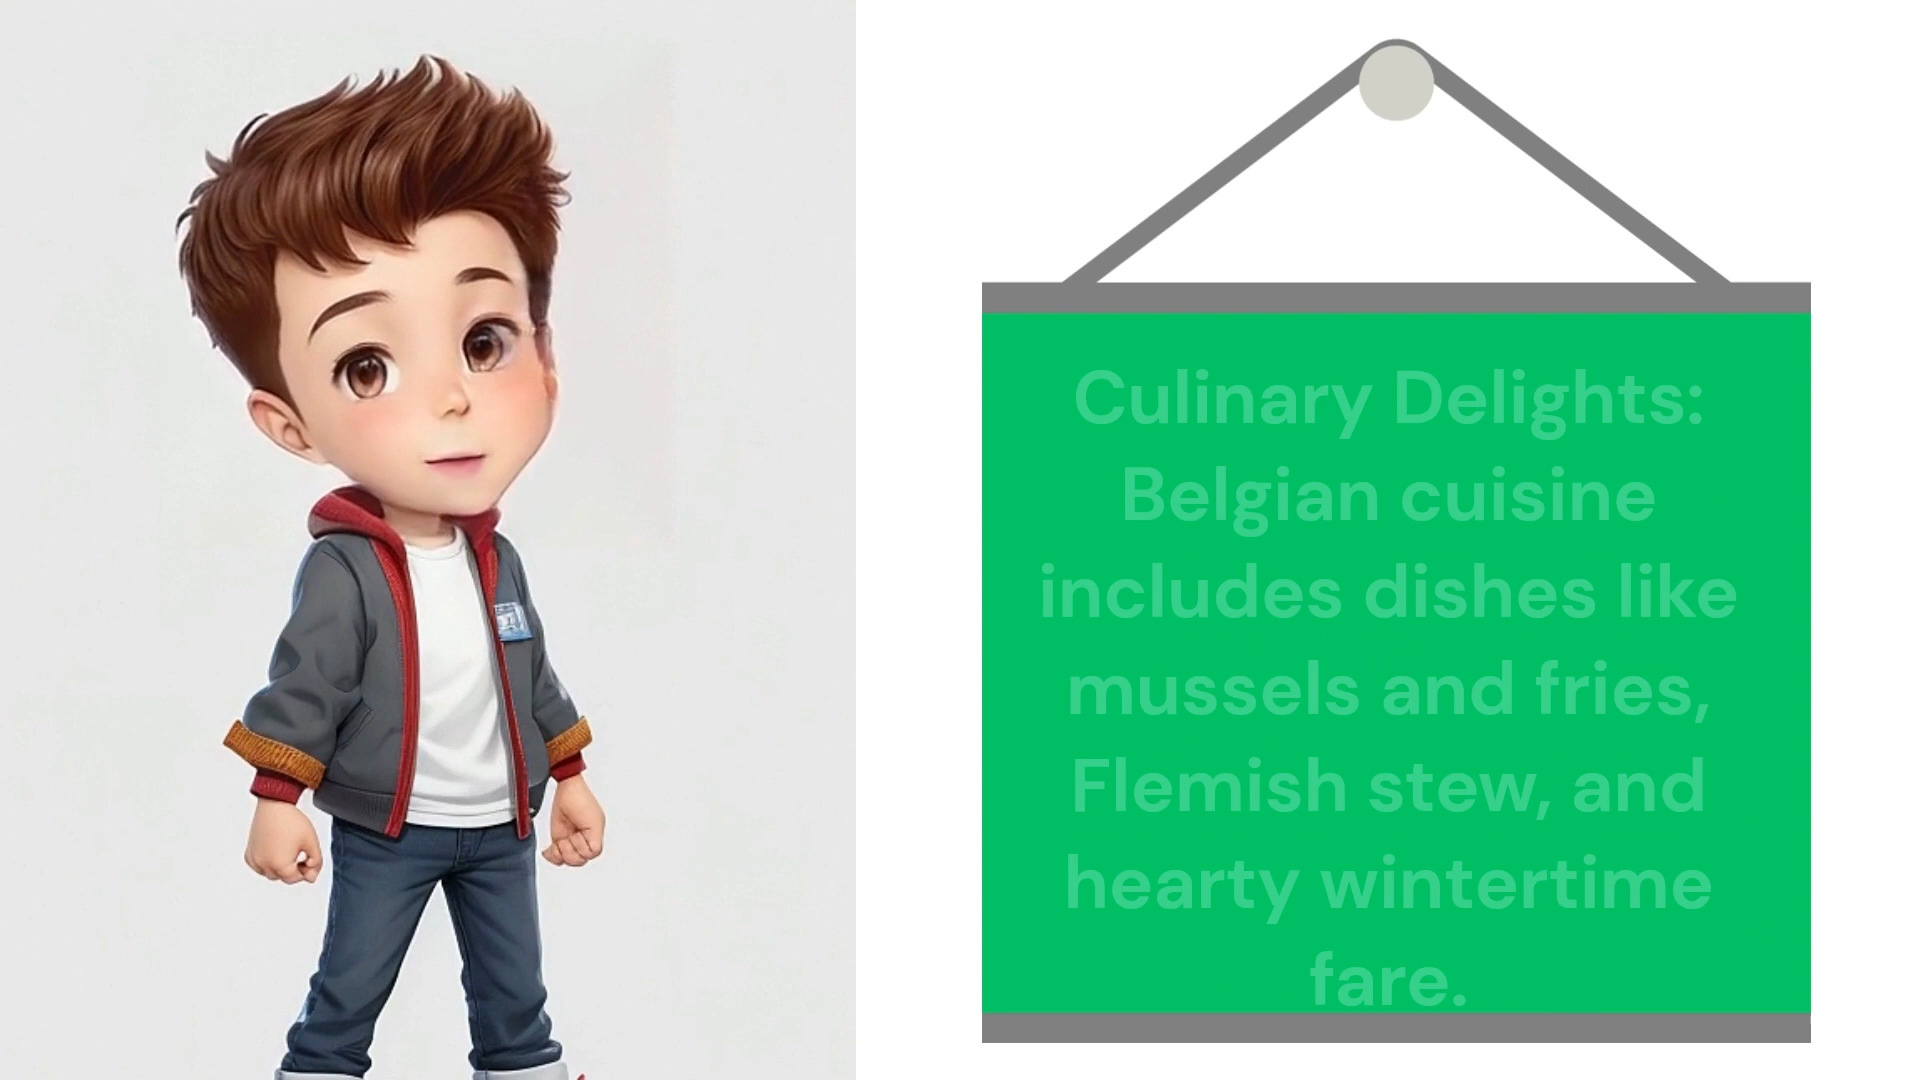 Culinary Delights:
Belgian cuisine
includes dishes like
mussels and fries,
Flemish stew, and
hearty wintertime
fare.